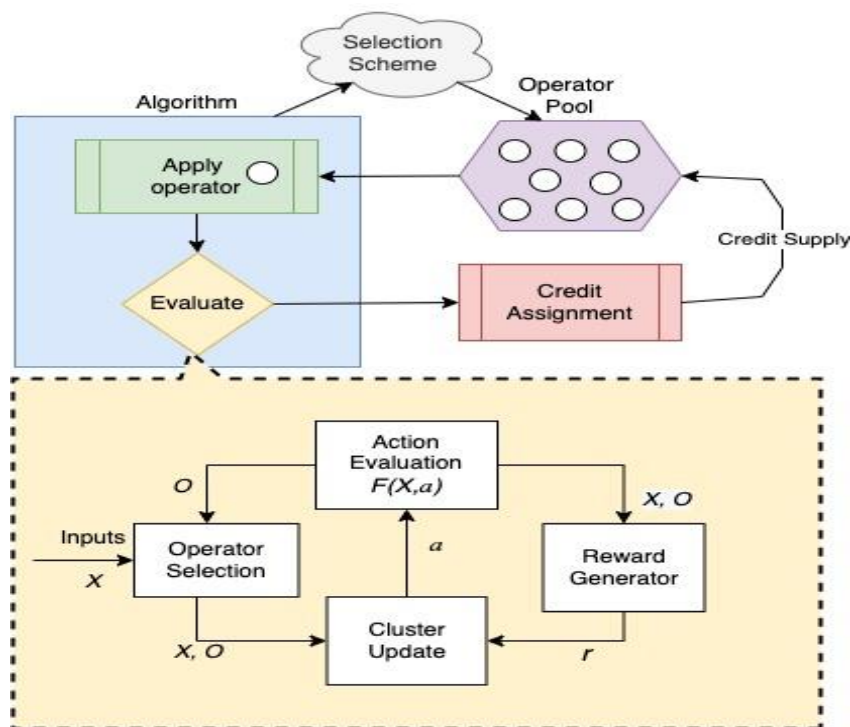 Selection
Scheme
Operator
Pool
Algorithm
Apply
operator
Credit Supply
Evaluate
Credit
Assignment
Action
Evaluation
F(X,a)
O
X, O
Inputs
X
Operator
Selection
a
Reward
Generator
X, O
Cluster
Update
r